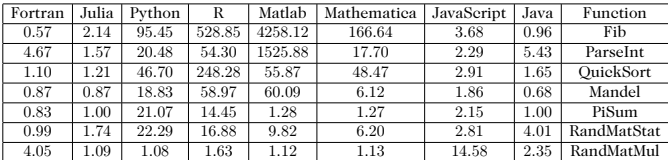 Fortran Julia Python R Matlab Mathematica JavaScript Java Function
0.57 2.14 95.45 528.85 4258.12 166.64 3.68 0.96 Fib
4.67 1.57 20.48 54.30 1525.88 17.70 2.29 5.43 ParseInt
1.10 1.21 46.70 248.28 55.87 48.47 2.91 1.65 QuickSort
0.87 0.87 18.83 58.97 60.09 6.12 1.86 0.68 Mandel
0.83 1.00 21.07 14.45 1.28 1.27 2.15 1.00 PiSum
0.99 1.74 22.29 16.88 9.82 6.20 2.81 4.01 RandMatStat
4.05 1.09 1.08 1.63 1.12 1.13 14.58 2.35 RandMatMul